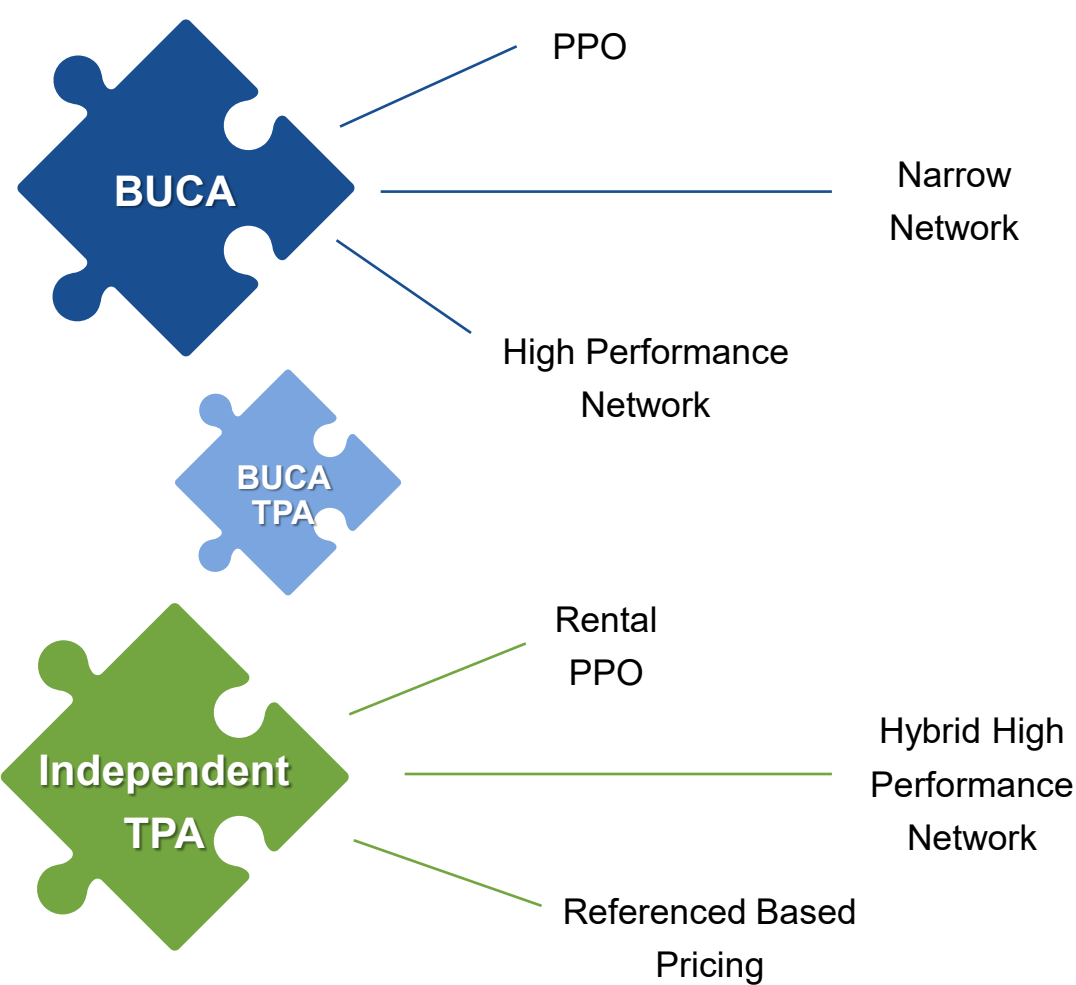 PPO
BUCA
Narrow
Network
High Performance
Network
BUCA
TPA
Rental
PPO
Independent
TPA
Hybrid High
Performance
Network
Referenced Based
Pricing